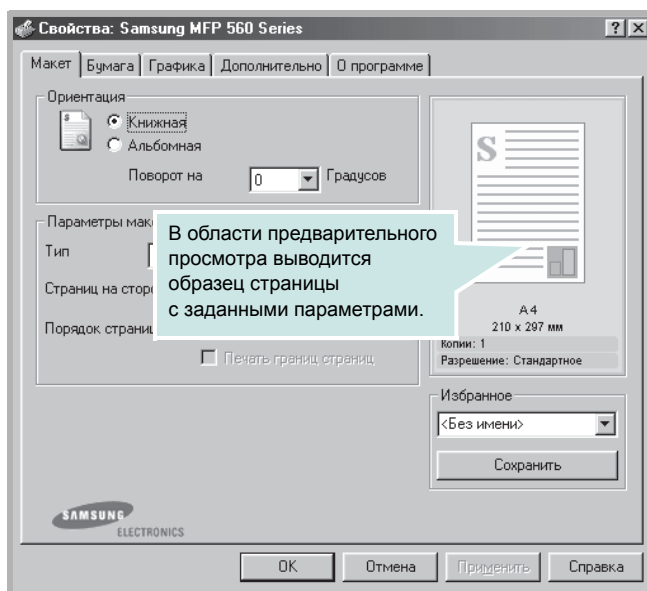 Свойства: Samsung MFP 560 Series
Макет Бумага Графика Дополнительно О программе
Ориентация
Книжная
Альбомная
Поворот на 0 Градусов
Параметры мак
Тип
Страниц на сторо
Порядок страниц
Печать границ страниц
В области предварительного
просмотра выводится
образец страницы
с заданными параметрами.
S
S
A4
210 x 297 мм
Копии: 1
Разрешение: Стандартное
Избранное
<Без имени>
Сохранить
SAMSUNG
ELECTRONICS
OK Отмена Применить Справка